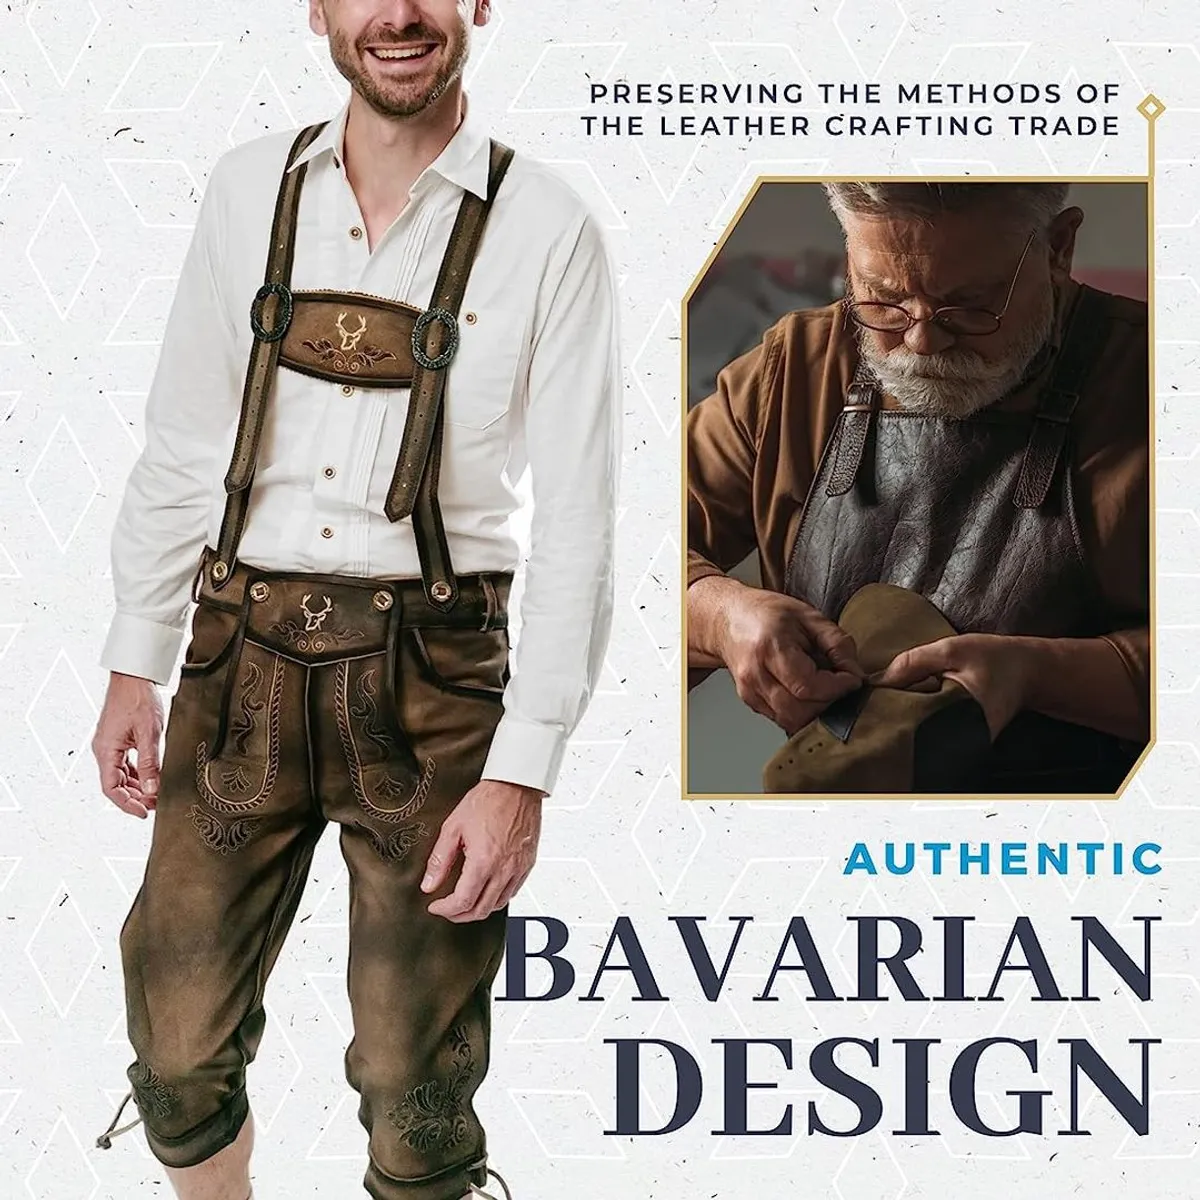 PRESERVING THE METHODS OF
THE LEATHER CRAFTING TRADE
AUTHENTIC
BAVARIAN
DESIGN